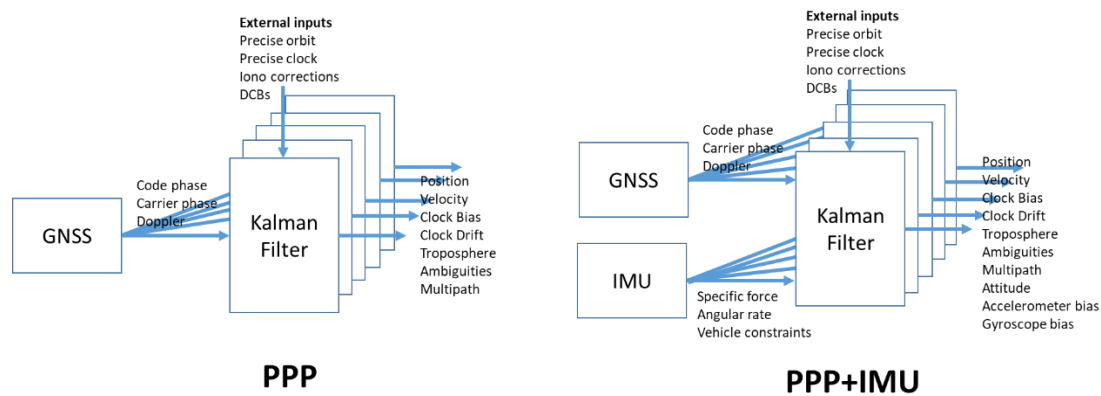 External inputs
Precise orbit
Precise clock
Iono corrections
DCBs
Code phase
Carrier phase
Doppler
GNSS
Kalman
Filter
Position
Velocity
Clock Bias
Clock Drift
Troposphere
Ambiguities
Multipath
PPP
External inputs
Precise orbit
Precise clock
Iono corrections
DCBs
Code phase
Carrier phase
Doppler
GNSS
IMU
Specific force
Angular rate
Vehicle constraints
Kalman
Filter
Position
Velocity
Clock Bias
Clock Drift
Troposphere
Ambiguities
Multipath
Attitude
Accelerometer bias
Gyroscope bias
PPP+IMU